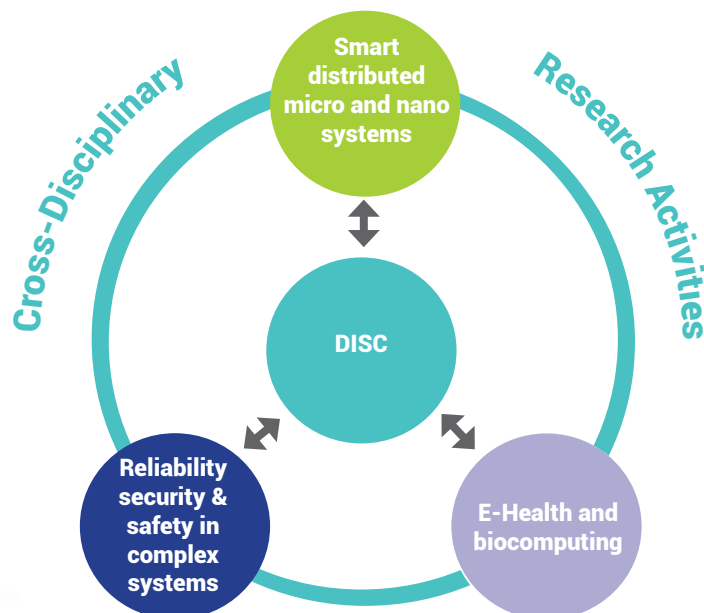 Cross-Disciplinary
Research Activities
Smart
distributed
micro and nano
systems
DISC
Reliability
security &
safety in
complex
systems
E-Health and
biocomputing